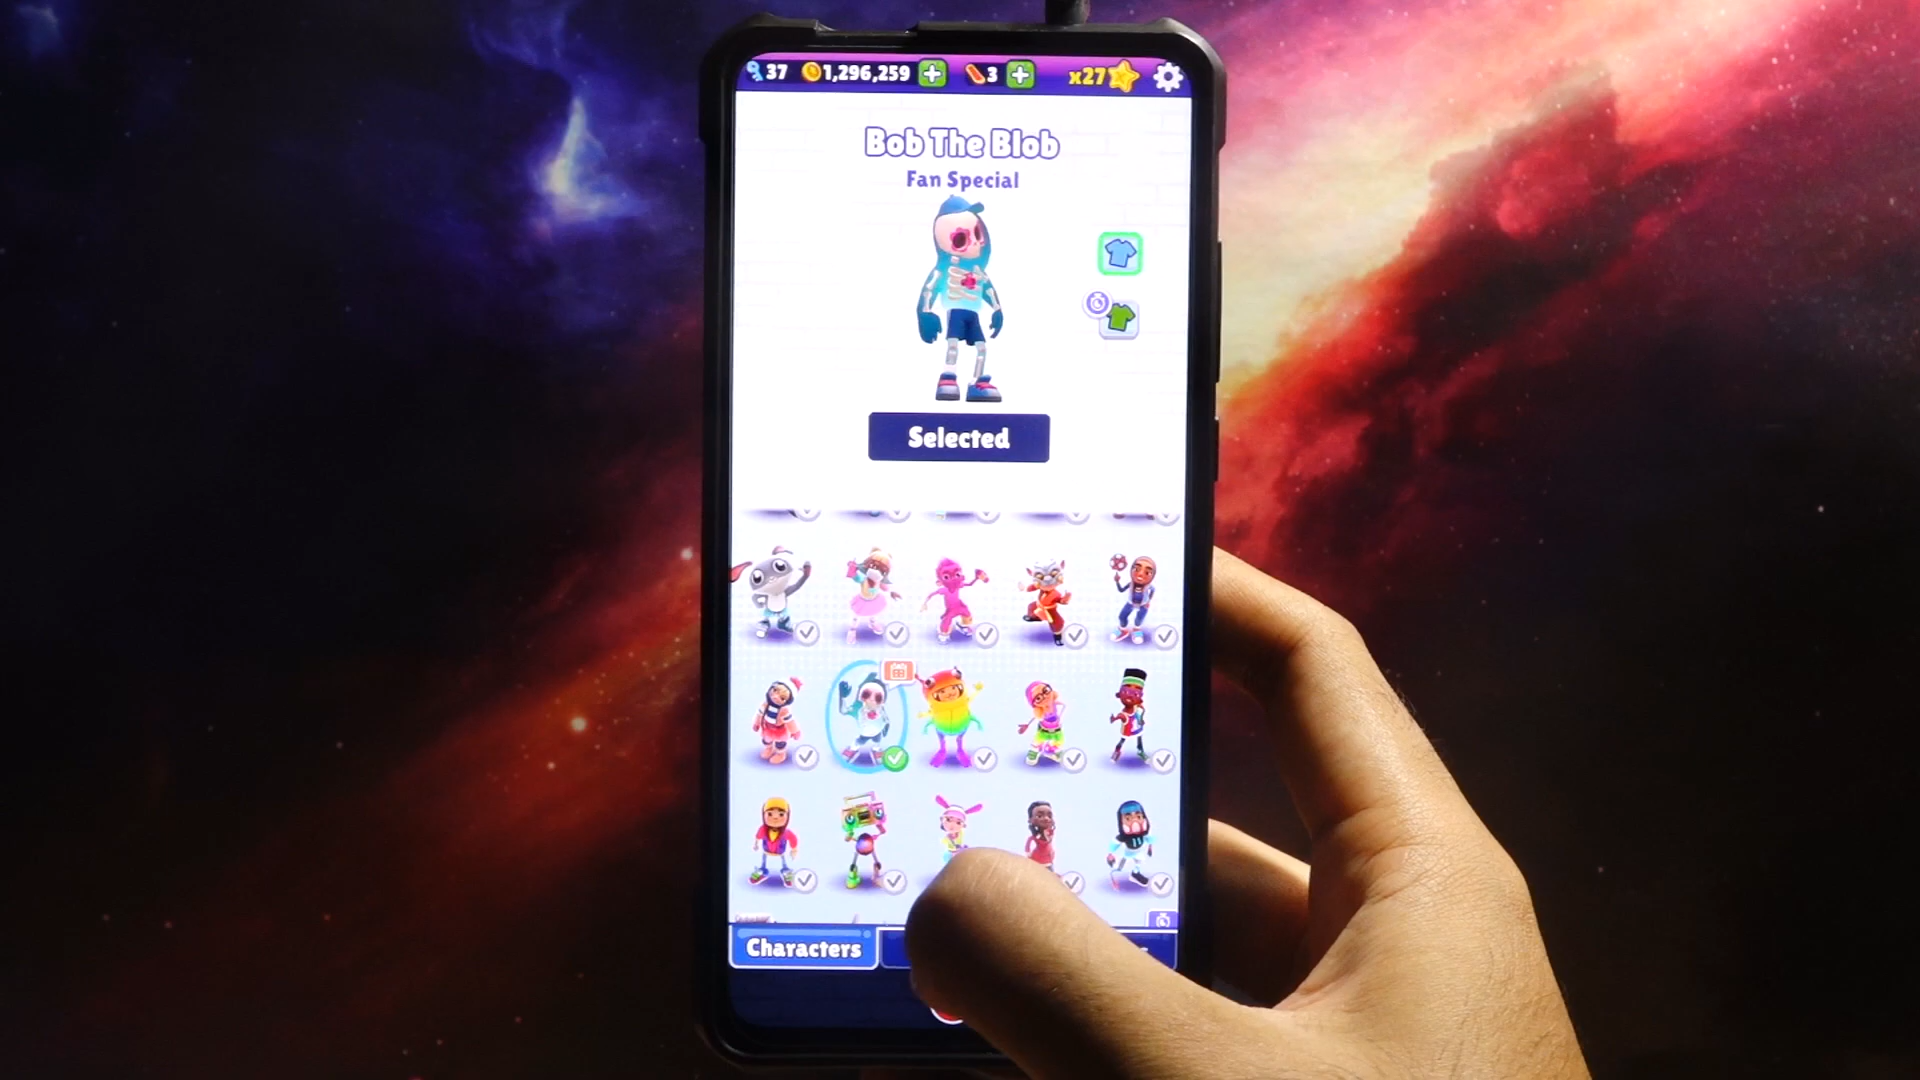 37 1,296,259 3 x27
Bob The Blob
Fan Special
Selected
Characters